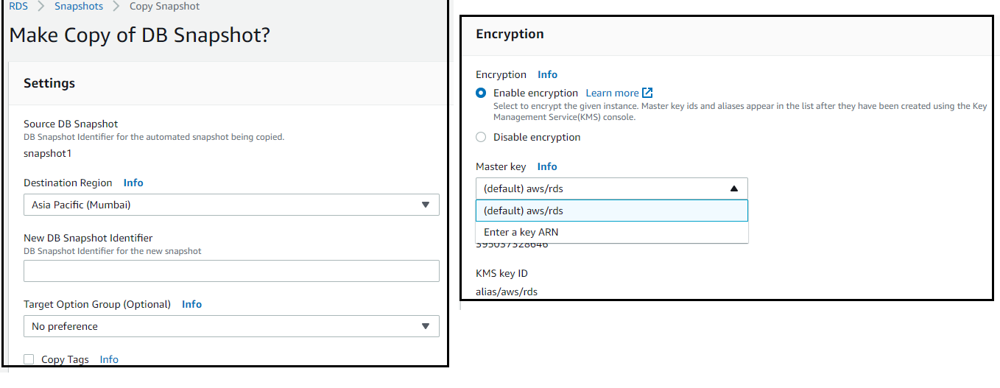 RDS > Snapshots > Copy Snapshot
Make Copy of DB Snapshot?
Settings
Source DB Snapshot
DB Snapshot Identifier for the automated snapshot being copied.
snapshot1
Destination Region Info
Asia Pacific (Mumbai)
New DB Snapshot Identifier
DB Snapshot Identifier for the new snapshot
Target Option Group (Optional) Info
No preference
Copy Tags Info
Encryption
Encryption Info
Enable encryption Learn more
Select to encrypt the given instance. Master key ids and aliases appear in the list after they have been created using the Key
Management Service(KMS) console.
Disable encryption
Master key Info
(default) aws/rds
(default) aws/rds
Enter a key ARN
395037328646
KMS key ID
alias/aws/rds